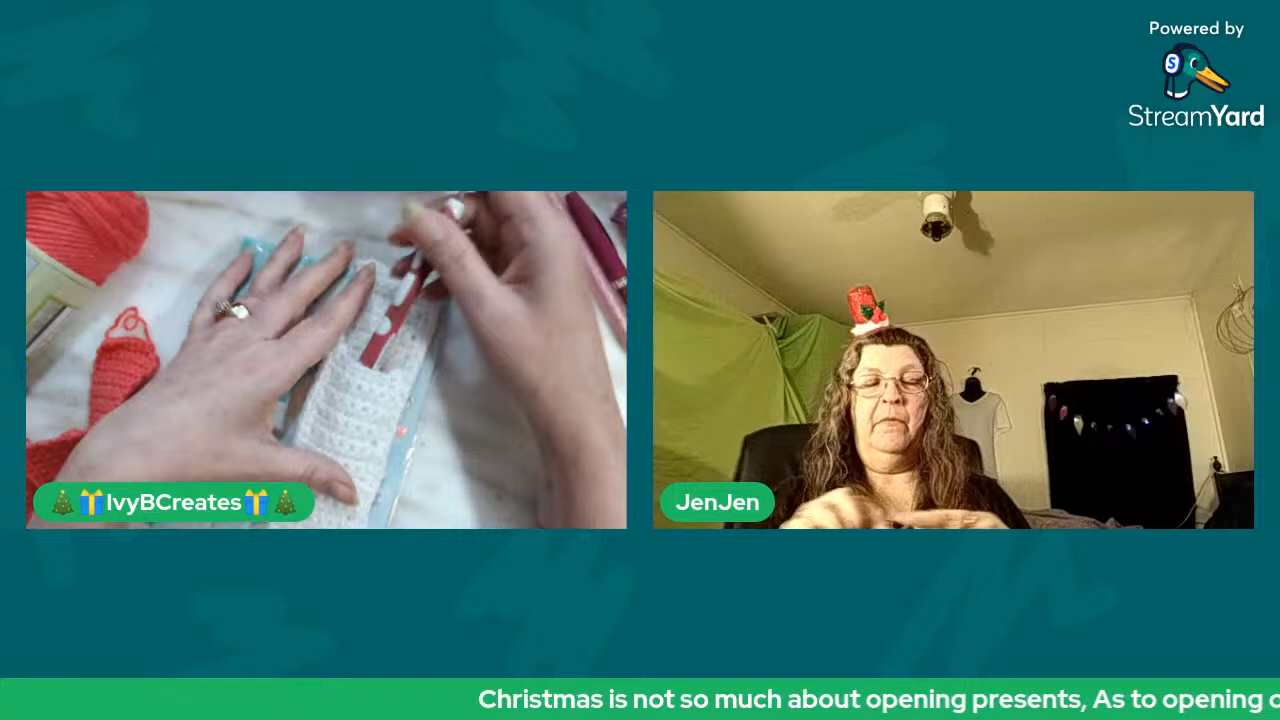 Powered by
S
StreamYard
🎄🎁IvyBCreates🎁🎄
JenJen
Christmas is not so much about opening presents, As to opening